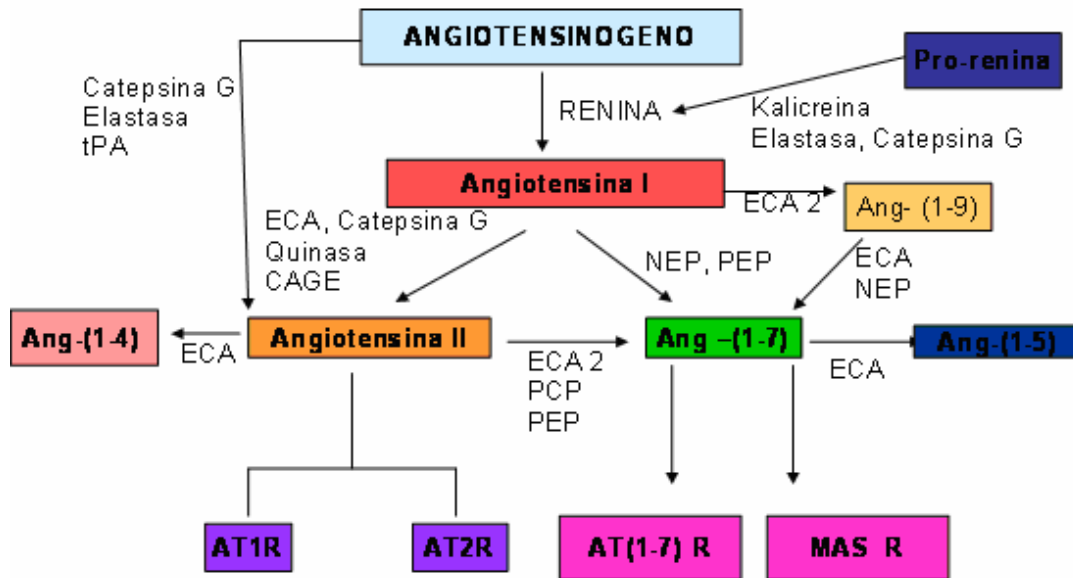 ANGIOTENSINOGENO
Pro-renina
Catepsina G
Elastasa
tPA
RENINA
Kalicreina
Elastasa, Catepsina G
Angiotensina I
ECA 2
Ang- (1-9)
ECA, Catepsina G
Quinasa
CAGE
NEP, PEP
ECA
NEP
Ang-(1-4)
ECA
Angiotensina II
ECA 2
PCP
PEP
Ang –(1-7)
ECA
Ang-(1-5)
AT1R
AT2R
AT(1-7) R
MAS R